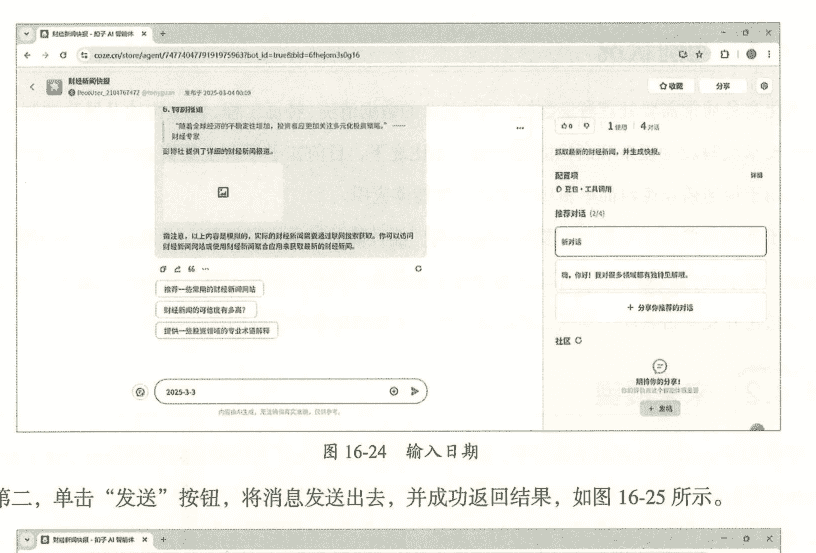 财经新闻快报 - 扣子 AI 智能体
coze.cn/store/agent/7477404779191975963?bot_id=true&bid=6fhejom3s0g16
财经新闻快报
发布于 2025-03-04 00:09
收藏
分享
6. 特别报道
“随着全球经济的不稳定性增加，投资者应更加关注多元化投资策略。” ——
财经专家
彭博社 提供了详细的财经新闻报道。
请注意，以上内容是模拟的，实际的财经新闻需要通过联网搜索获取。你可以访问
财经新闻网站或使用财经新闻聚合应用来获取最新的财经新闻。
推荐一些常用的财经新闻网站
财经新闻的可信度有多高？
提供一些投资领域的专业术语解释
2025-3-3
内容由AI生成，无法确保真实准确，仅供参考。
1 使用 4 对话
抓取最新的财经新闻，并生成快报。
配置项 详细
豆包·工具调用
推荐对话 (2/4)
新对话
嗨，你好！我对很多领域都有独特见解哦。
+ 分享你推荐的对话
社区
期待你的分享！
+ 发帖
图 16-24 输入日期
第二，单击“发送”按钮，将消息发送出去，并成功返回结果，如图 16-25 所示。
财经新闻快报 - 扣子 AI 智能体